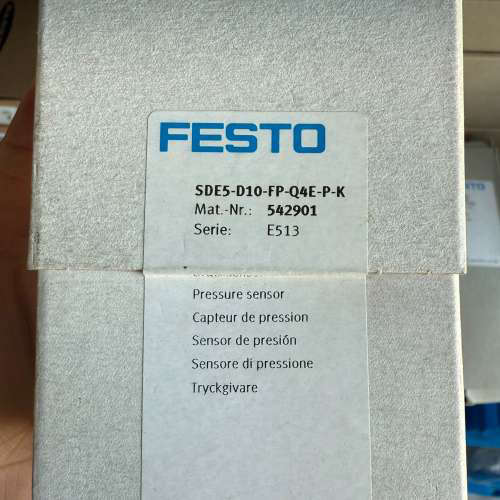 FESTO
SDE5-D10-FP-Q4E-P-K
Mat.-Nr.: 542901
Serie: E513
Pressure sensor
Capteur de pression
Sensor de presión
Sensore di pressione
Tryckgivare